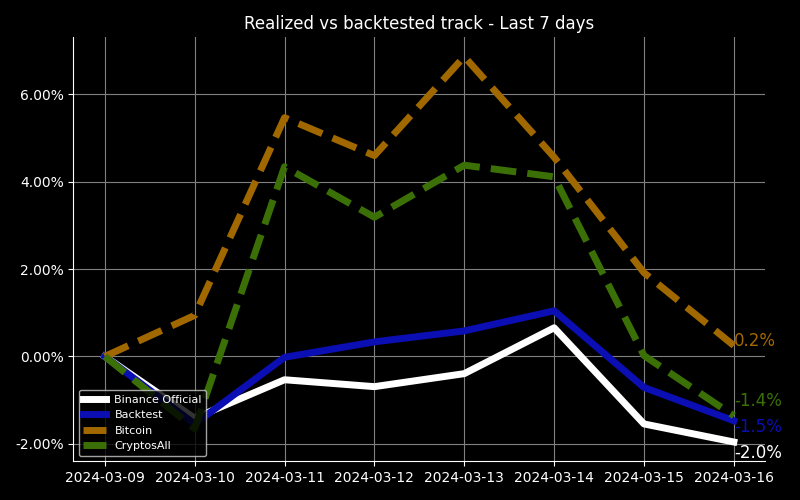 Realized vs backtested track - Last 7 days
6.00%
4.00%
2.00%
0.00%
-2.00%
0.2%
-1.4%
-1.5%
-2.0%
Binance Official
Backtest
Bitcoin
CryptosAll
2024-03-09 2024-03-10 2024-03-11 2024-03-12 2024-03-13 2024-03-14 2024-03-15 2024-03-16